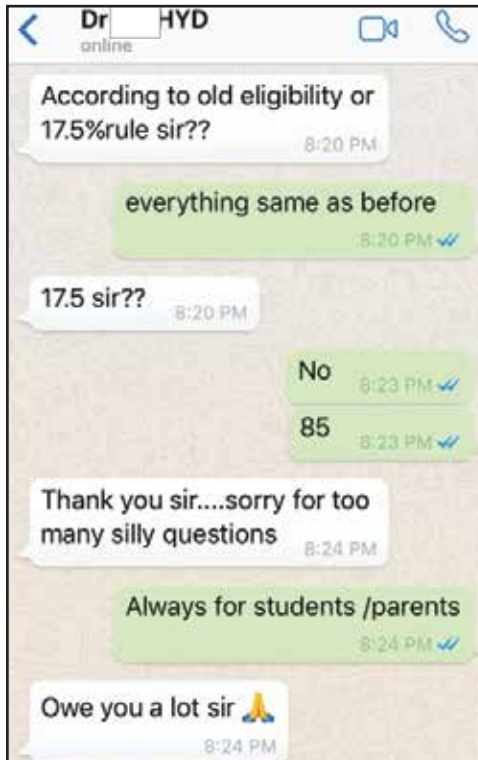 Dr HYD
online
According to old eligibility or
17.5%rule sir??
8:20 PM
everything same as before
8:20 PM
17.5 sir??
8:20 PM
No
8:23 PM
85
8:23 PM
Thank you sir....sorry for too
many silly questions
8:24 PM
Always for students /parents
8:24 PM
Owe you a lot sir 🙏
8:24 PM